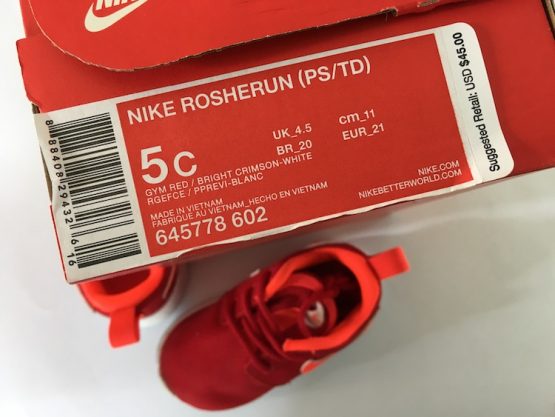 NIKE
NIKE ROSHERUN (PS/TD)
5C
UK_4.5
cm_11
BR_20
EUR_21
GYM RED / BRIGHT CRIMSON-WHITE
RGEFCE / PPREVI-BLANC
MADE IN VIETNAM
FABRIQUE AU VIETNAM_HECHO EN VIETNAM
645778 602
NIKE.COM
NIKEBETTERWORLD.COM
Suggested Retail: USD $45.00